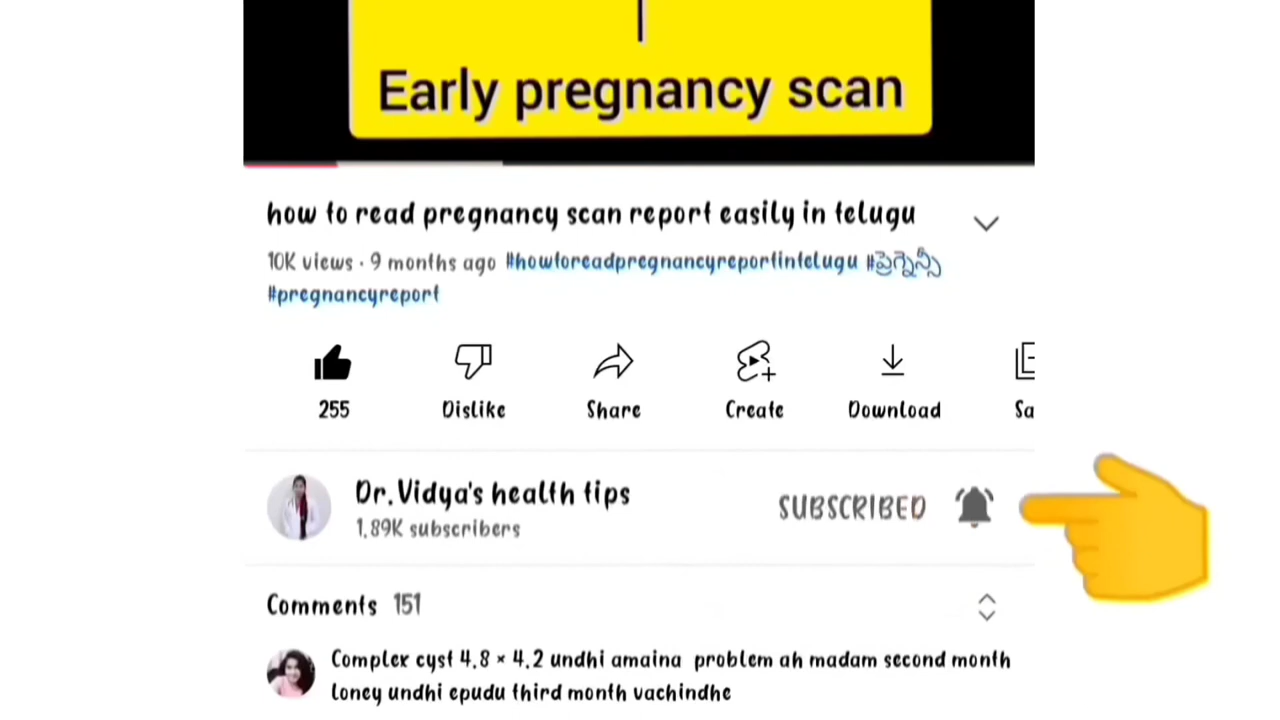 Early pregnancy scan
how to read pregnancy scan report easily in telugu
10K views · 9 months ago #howtoreadpregnancyreportintelugu #ప్రెగ్నెన్సీ
#pregnancyreport
255 Dislike Share Create Download Sa
Dr.Vidya's health tips
SUBSCRIBED
1.89K subscribers
Comments 151
Complex cyst 4.8 × 4.2 undhi amaina problem ah madam second month
loney undhi epudu third month vachindhe